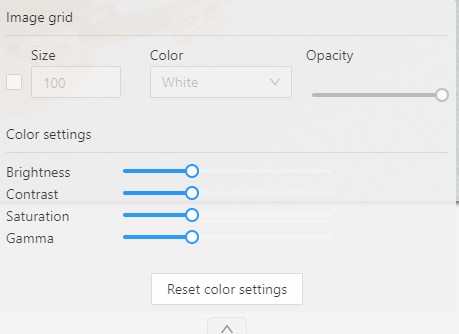 Image grid
Size Color Opacity
100 White
Color settings
Brightness
Contrast
Saturation
Gamma
Reset color settings